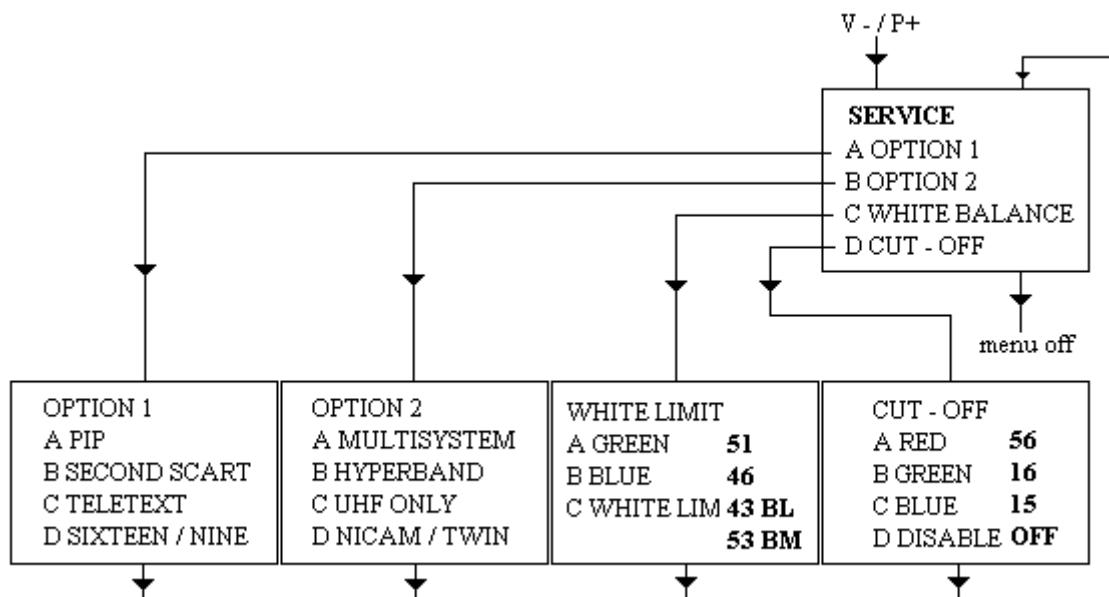 V - / P+
SERVICE
A OPTION 1
B OPTION 2
C WHITE BALANCE
D CUT - OFF
menu off
OPTION 1
A PIP
B SECOND SCART
C TELETEXT
D SIXTEEN / NINE
OPTION 2
A MULTISYSTEM
B HYPERBAND
C UHF ONLY
D NICAM / TWIN
WHITE LIMIT
A GREEN 51
B BLUE 46
C WHITE LIM 43 BL
53 BM
CUT - OFF
A RED 56
B GREEN 16
C BLUE 15
D DISABLE OFF